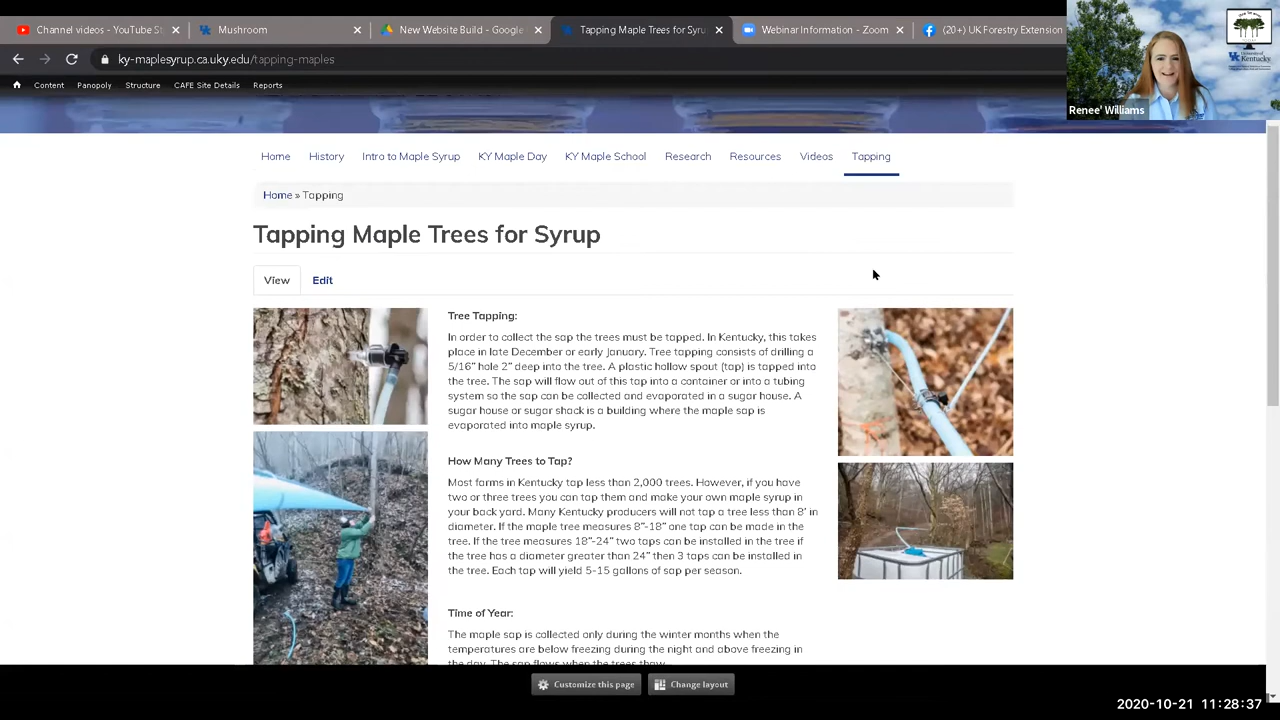 Channel videos - YouTube St
Mushroom
New Website Build - Google
Tapping Maple Trees for Syru
Webinar Information - Zoom
(20+) UK Forestry Extension
ky-maplesyrup.ca.uky.edu/tapping-maples
Content Panopoly Structure CAFE Site Details Reports
University of Kentucky
Renee' Williams
Home History Intro to Maple Syrup KY Maple Day KY Maple School Research Resources Videos Tapping
Home » Tapping
Tapping Maple Trees for Syrup
View Edit
Tree Tapping:
In order to collect the sap the trees must be tapped. In Kentucky, this takes
place in late December or early January. Tree tapping consists of drilling a
5/16" hole 2" deep into the tree. A plastic hollow spout (tap) is tapped into
the tree. The sap will flow out of this tap into a container or into a tubing
system so the sap can be collected and evaporated in a sugar house. A
sugar house or sugar shack is a building where the maple sap is
evaporated into maple syrup.
How Many Trees to Tap?
Most farms in Kentucky tap less than 2,000 trees. However, if you have
two or three trees you can tap them and make your own maple syrup in
your back yard. Many Kentucky producers will not tap a tree less than 8' in
diameter. If the maple tree measures 8"-18" one tap can be made in the
tree. If the tree measures 18"-24" two taps can be installed in the tree if
the tree has a diameter greater than 24" then 3 taps can be installed in
the tree. Each tap will yield 5-15 gallons of sap per season.
Time of Year:
The maple sap is collected only during the winter months when the
temperatures are below freezing during the night and above freezing in
the day. The sap flows when the trees thaw.
Customize this page Change layout
2020-10-21 11:28:37